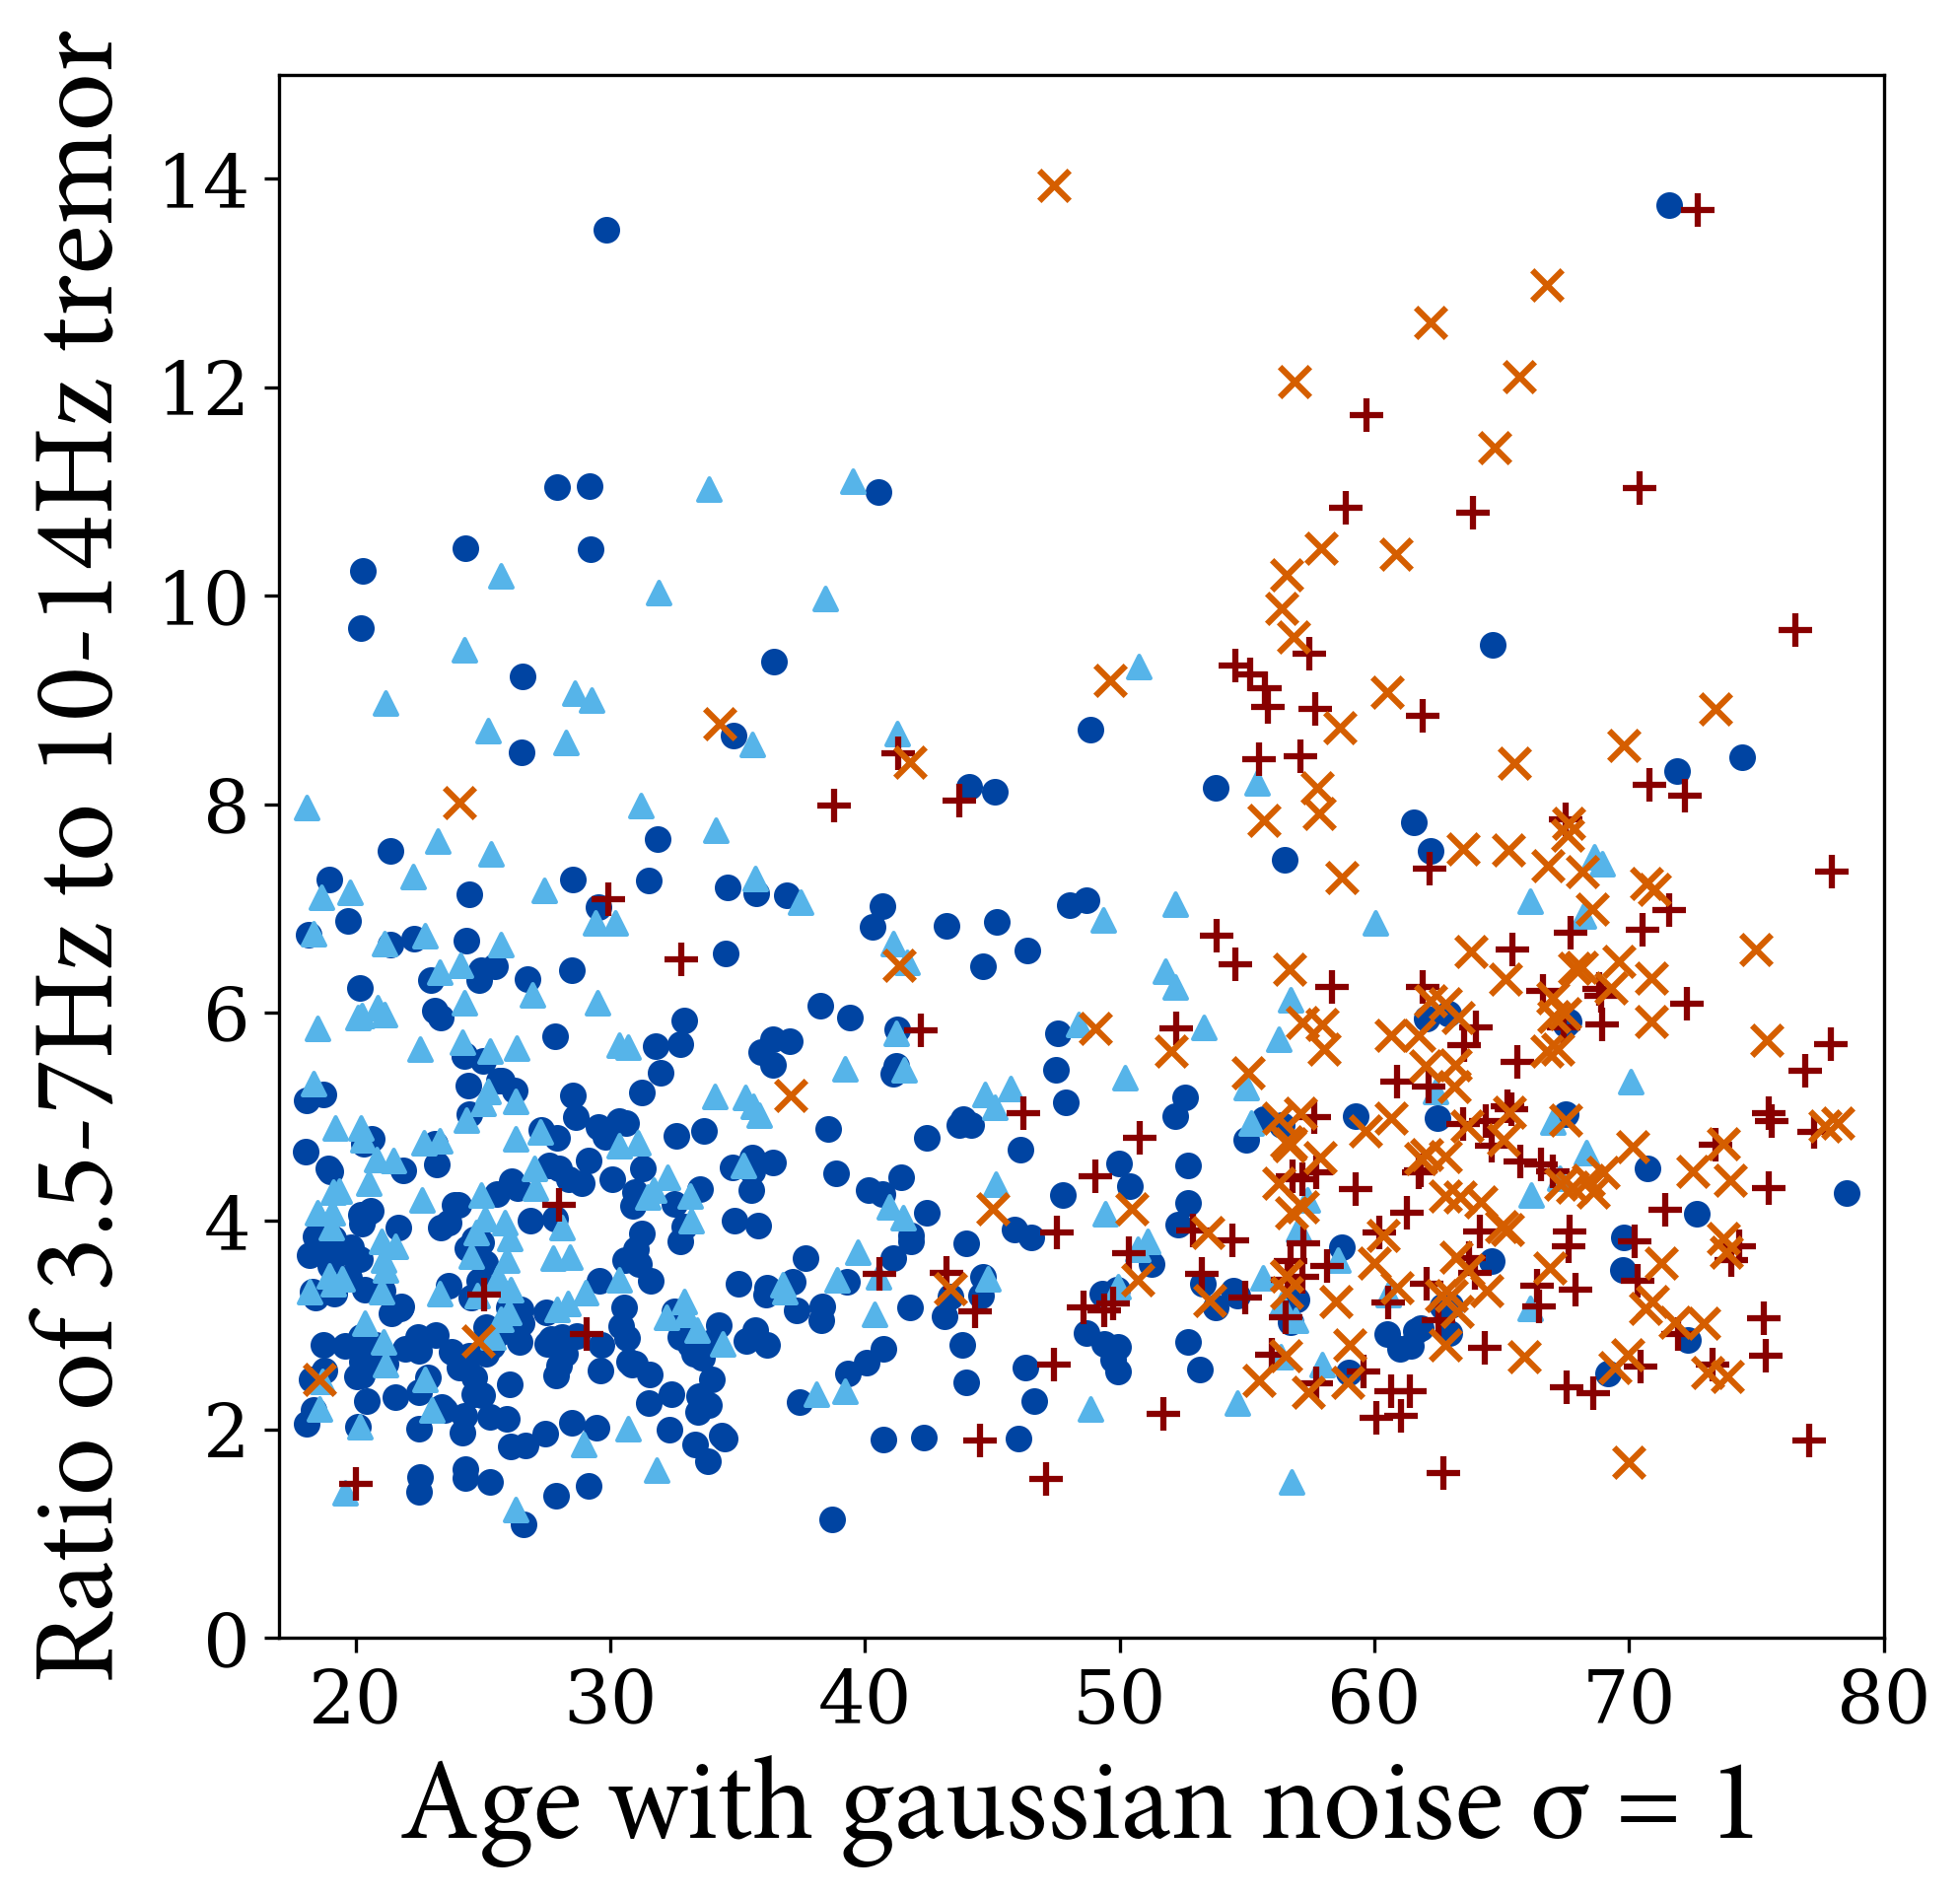 Ratio of 3.5-7Hz to 10-14Hz tremor
14
12
10
8
6
4
2
0
20 30 40 50 60 70 80
Age with gaussian noise σ = 1